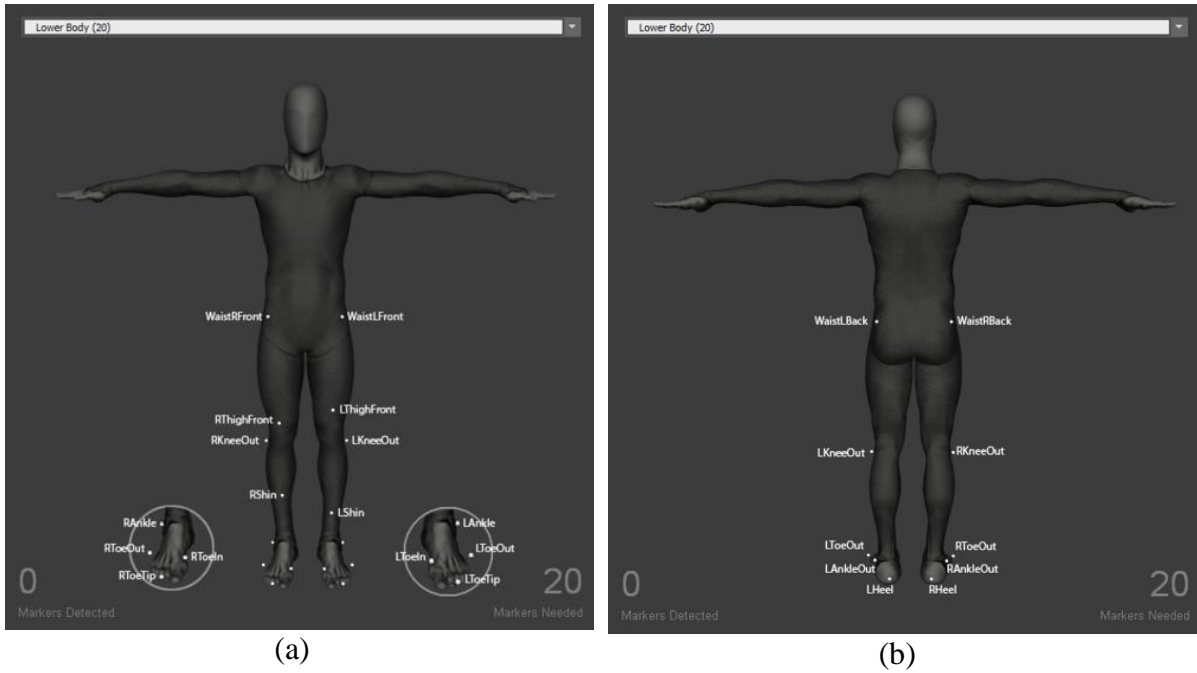 Lower Body (20)
WaistRFront
WaistLFront
LThighFront
RThighFront
RKneeOut
LKneeOut
RShin
LShin
RAnkle
RToeOut
RToeIn
RToeTip
LAnkle
LToeOut
LToeIn
LToeTip
0
20
Markers Detected
Markers Needed
(a)
Lower Body (20)
WaistLBack
WaistRBack
LKneeOut
RKneeOut
LToeOut
RToeOut
LAnkleOut
RAnkleOut
LHeel
RHeel
0
20
Markers Detected
Markers Needed
(b)